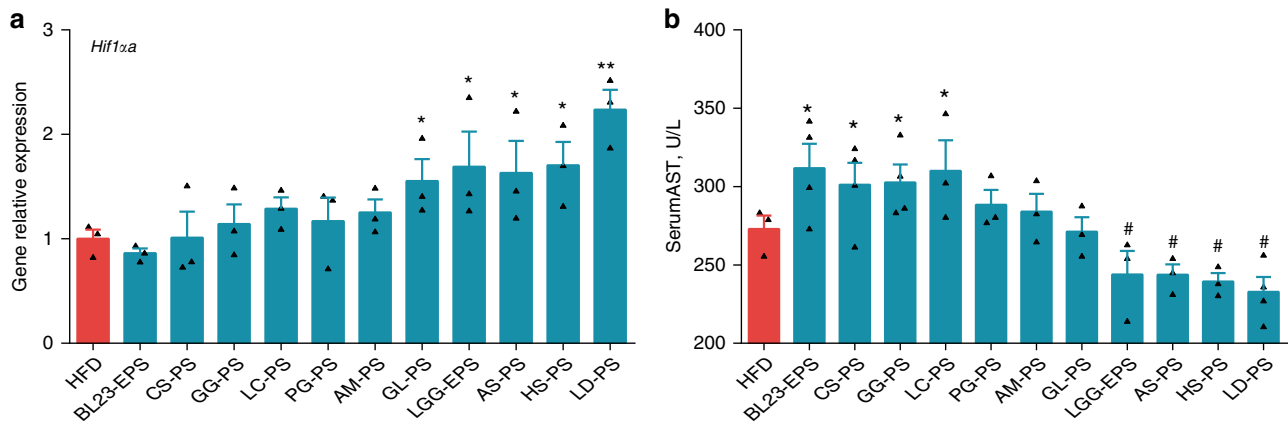 a
Hif1αa
Gene relative expression
3
2
1
0
* * * * **
HFD
BL23-EPS
CS-PS
GG-PS
LC-PS
PG-PS
AM-PS
GL-PS
LGG-EPS
AS-PS
HS-PS
LD-PS
b
SerumAST, U/L
400
350
300
250
200
* * * * # # # #
HFD
BL23-EPS
CS-PS
GG-PS
LC-PS
PG-PS
AM-PS
GL-PS
LGG-EPS
AS-PS
HS-PS
LD-PS